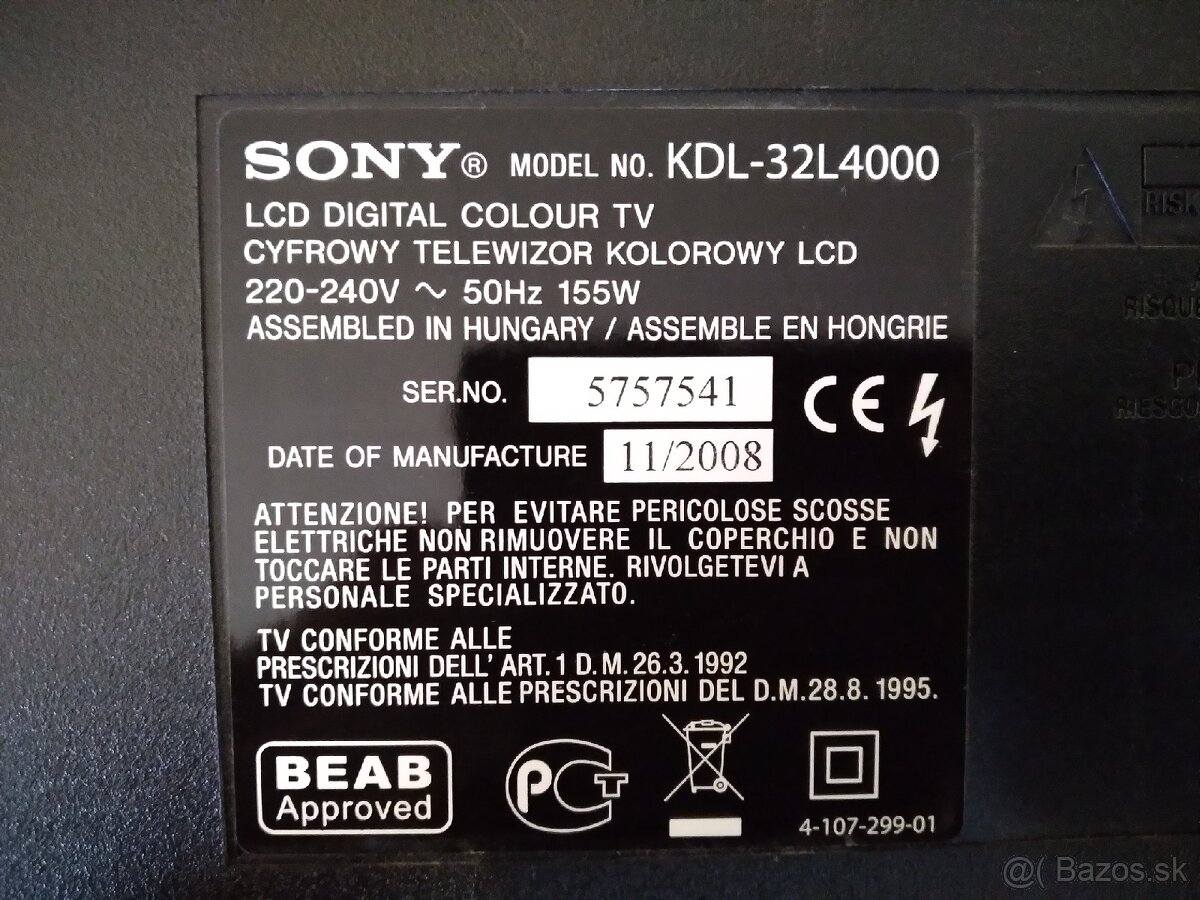 SONY® MODEL NO. KDL-32L4000
LCD DIGITAL COLOUR TV
CYFROWY TELEWIZOR KOLOROWY LCD
220-240V ~ 50Hz 155W
ASSEMBLED IN HUNGARY / ASSEMBLE EN HONGRIE
SER.NO. 5757541
CE
DATE OF MANUFACTURE 11/2008
ATTENZIONE! PER EVITARE PERICOLOSE SCOSSE
ELETTRICHE NON RIMUOVERE IL COPERCHIO E NON
TOCCARE LE PARTI INTERNE. RIVOLGETEVI A
PERSONALE SPECIALIZZATO.
TV CONFORME ALLE
PRESCRIZIONI DELL' ART. 1 D.M. 26.3. 1992
TV CONFORME ALLE PRESCRIZIONI DEL D.M.28.8. 1995.
BEAB
Approved
PCT
4-107-299-01
@( Bazos.sk